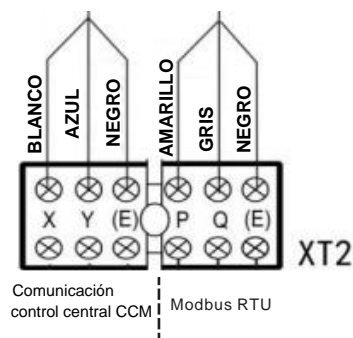 BLANCO AZUL NEGRO AMARILLO GRIS NEGRO
X Y (E) P Q (E)
XT2
Comunicación
control central CCM
Modbus RTU